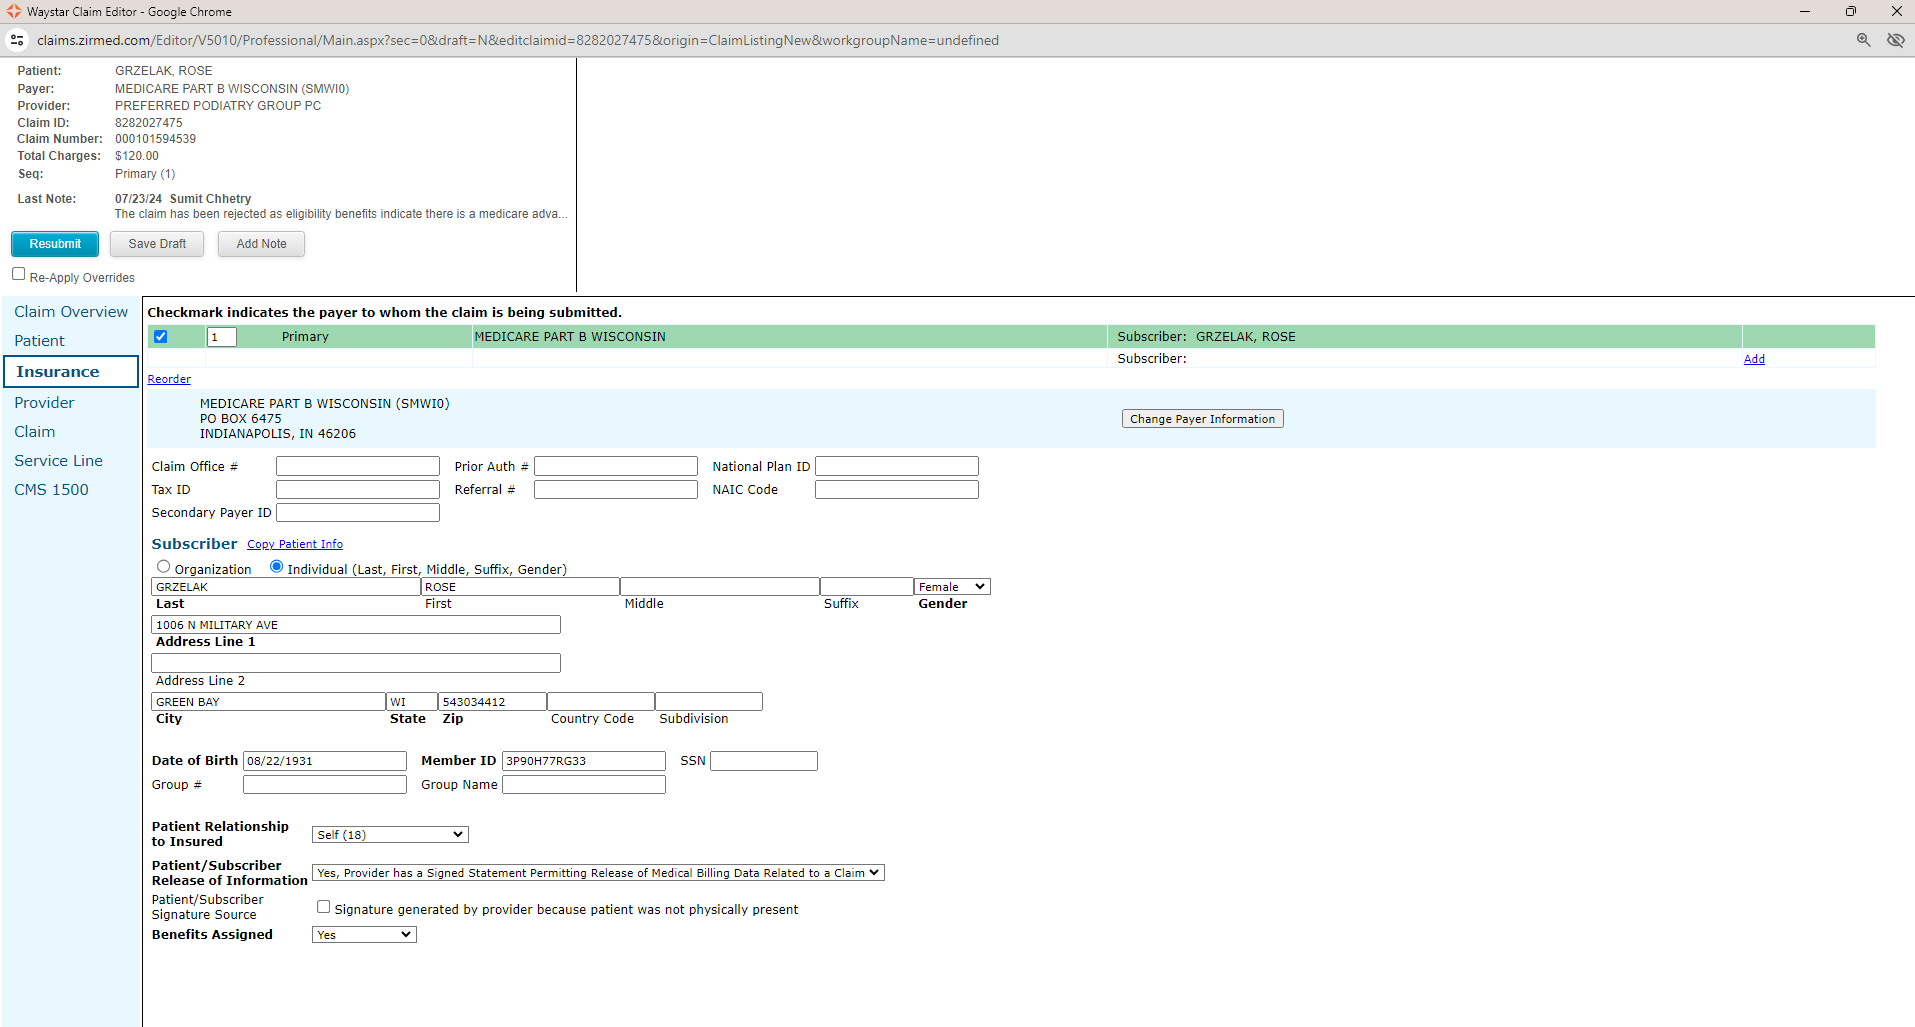 Waystar Claim Editor - Google Chrome
claims.zirmed.com/Editor/V5010/Professional/Main.aspx?sec=0&draft=N&editclaimid=8282027475&origin=ClaimListingNew&workgroupName=undefined
Patient: GRZELAK, ROSE
Payer: MEDICARE PART B WISCONSIN (SMWI0)
Provider: PREFERRED PODIATRY GROUP PC
Claim ID: 8282027475
Claim Number: 000101594539
Total Charges: $120.00
Seq: Primary (1)
Last Note: 07/23/24 Sumit Chhetry
The claim has been rejected as eligibility benefits indicate there is a medicare adva...
Resubmit Save Draft Add Note
Re-Apply Overrides
Claim Overview
Patient
Insurance
Provider
Claim
Service Line
CMS 1500
Checkmark indicates the payer to whom the claim is being submitted.
1 Primary MEDICARE PART B WISCONSIN Subscriber: GRZELAK, ROSE
Subscriber: Add
Reorder
MEDICARE PART B WISCONSIN (SMWI0)
PO BOX 6475
INDIANAPOLIS, IN 46206
Change Payer Information
Claim Office # Prior Auth # National Plan ID
Tax ID Referral # NAIC Code
Secondary Payer ID
Subscriber Copy Patient Info
Organization Individual (Last, First, Middle, Suffix, Gender)
GRZELAK ROSE Female
Last First Middle Suffix Gender
1006 N MILITARY AVE
Address Line 1
Address Line 2
GREEN BAY WI 543034412
City State Zip Country Code Subdivision
Date of Birth 08/22/1931 Member ID 3P90H77RG33 SSN
Group # Group Name
Patient Relationship
to Insured Self (18)
Patient/Subscriber
Release of Information Yes, Provider has a Signed Statement Permitting Release of Medical Billing Data Related to a Claim
Patient/Subscriber
Signature Source Signature generated by provider because patient was not physically present
Benefits Assigned Yes